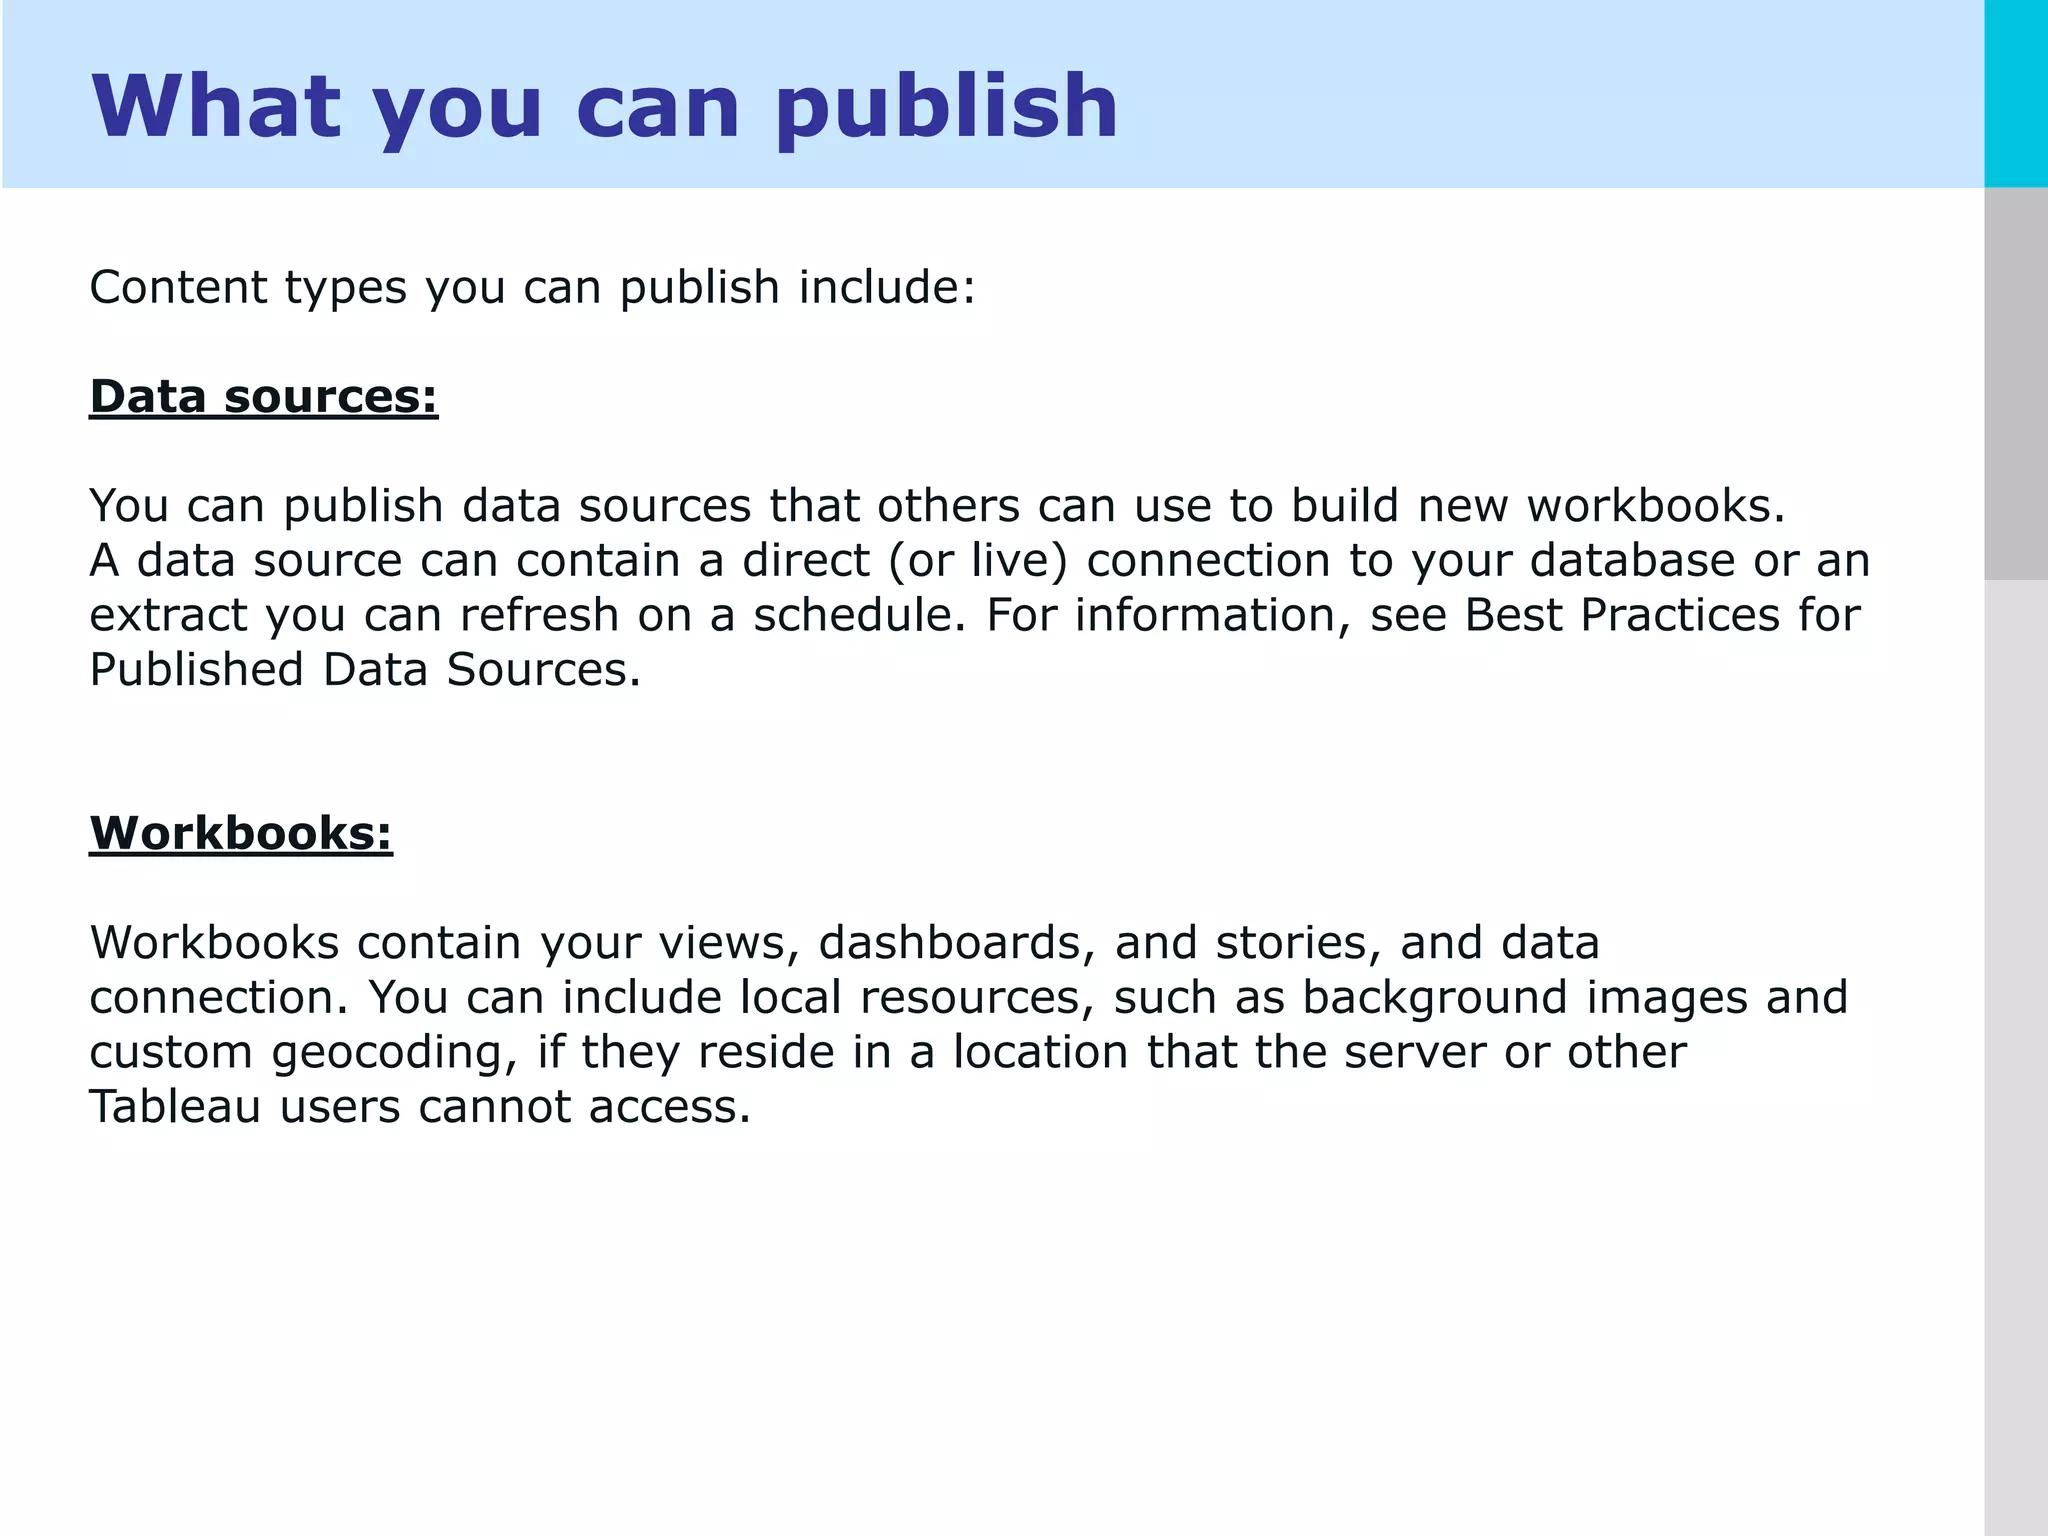 What you can publish
Content types you can publish include:
Data sources:
You can publish data sources that others can use to build new workbooks.
A data source can contain a direct (or live) connection to your database or an
extract you can refresh on a schedule. For information, see Best Practices for
Published Data Sources.
Workbooks:
Workbooks contain your views, dashboards, and stories, and data
connection. You can include local resources, such as background images and
custom geocoding, if they reside in a location that the server or other
Tableau users cannot access.